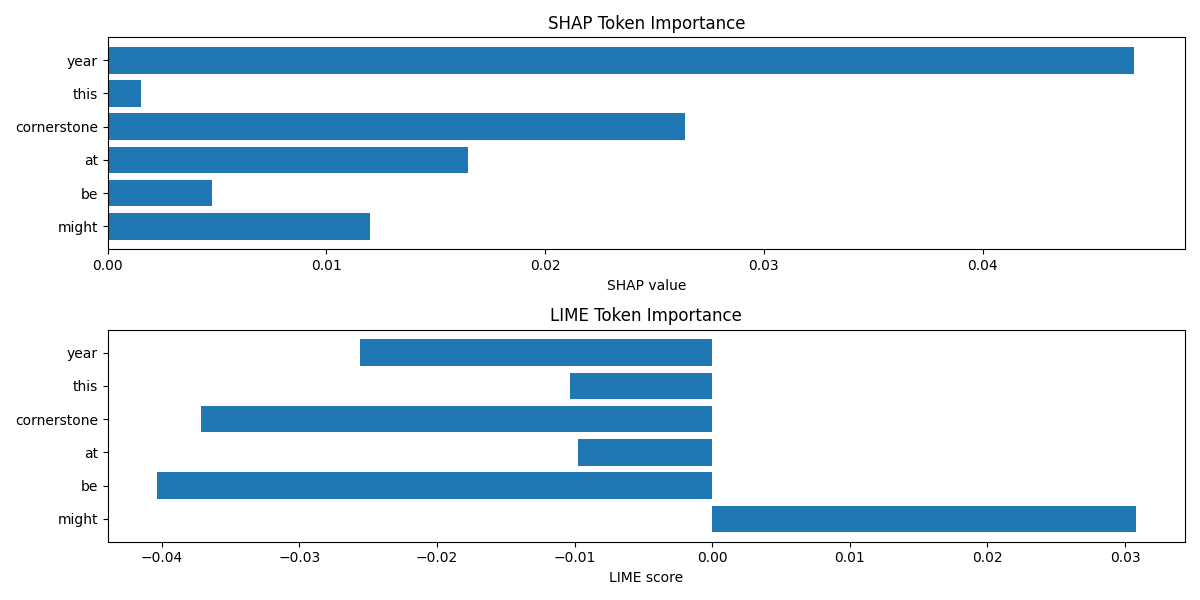 SHAP Token Importance
year
this
cornerstone
at
be
might
0.00 0.01 0.02 0.03 0.04
SHAP value
LIME Token Importance
year
this
cornerstone
at
be
might
−0.04 −0.03 −0.02 −0.01 0.00 0.01 0.02 0.03
LIME score